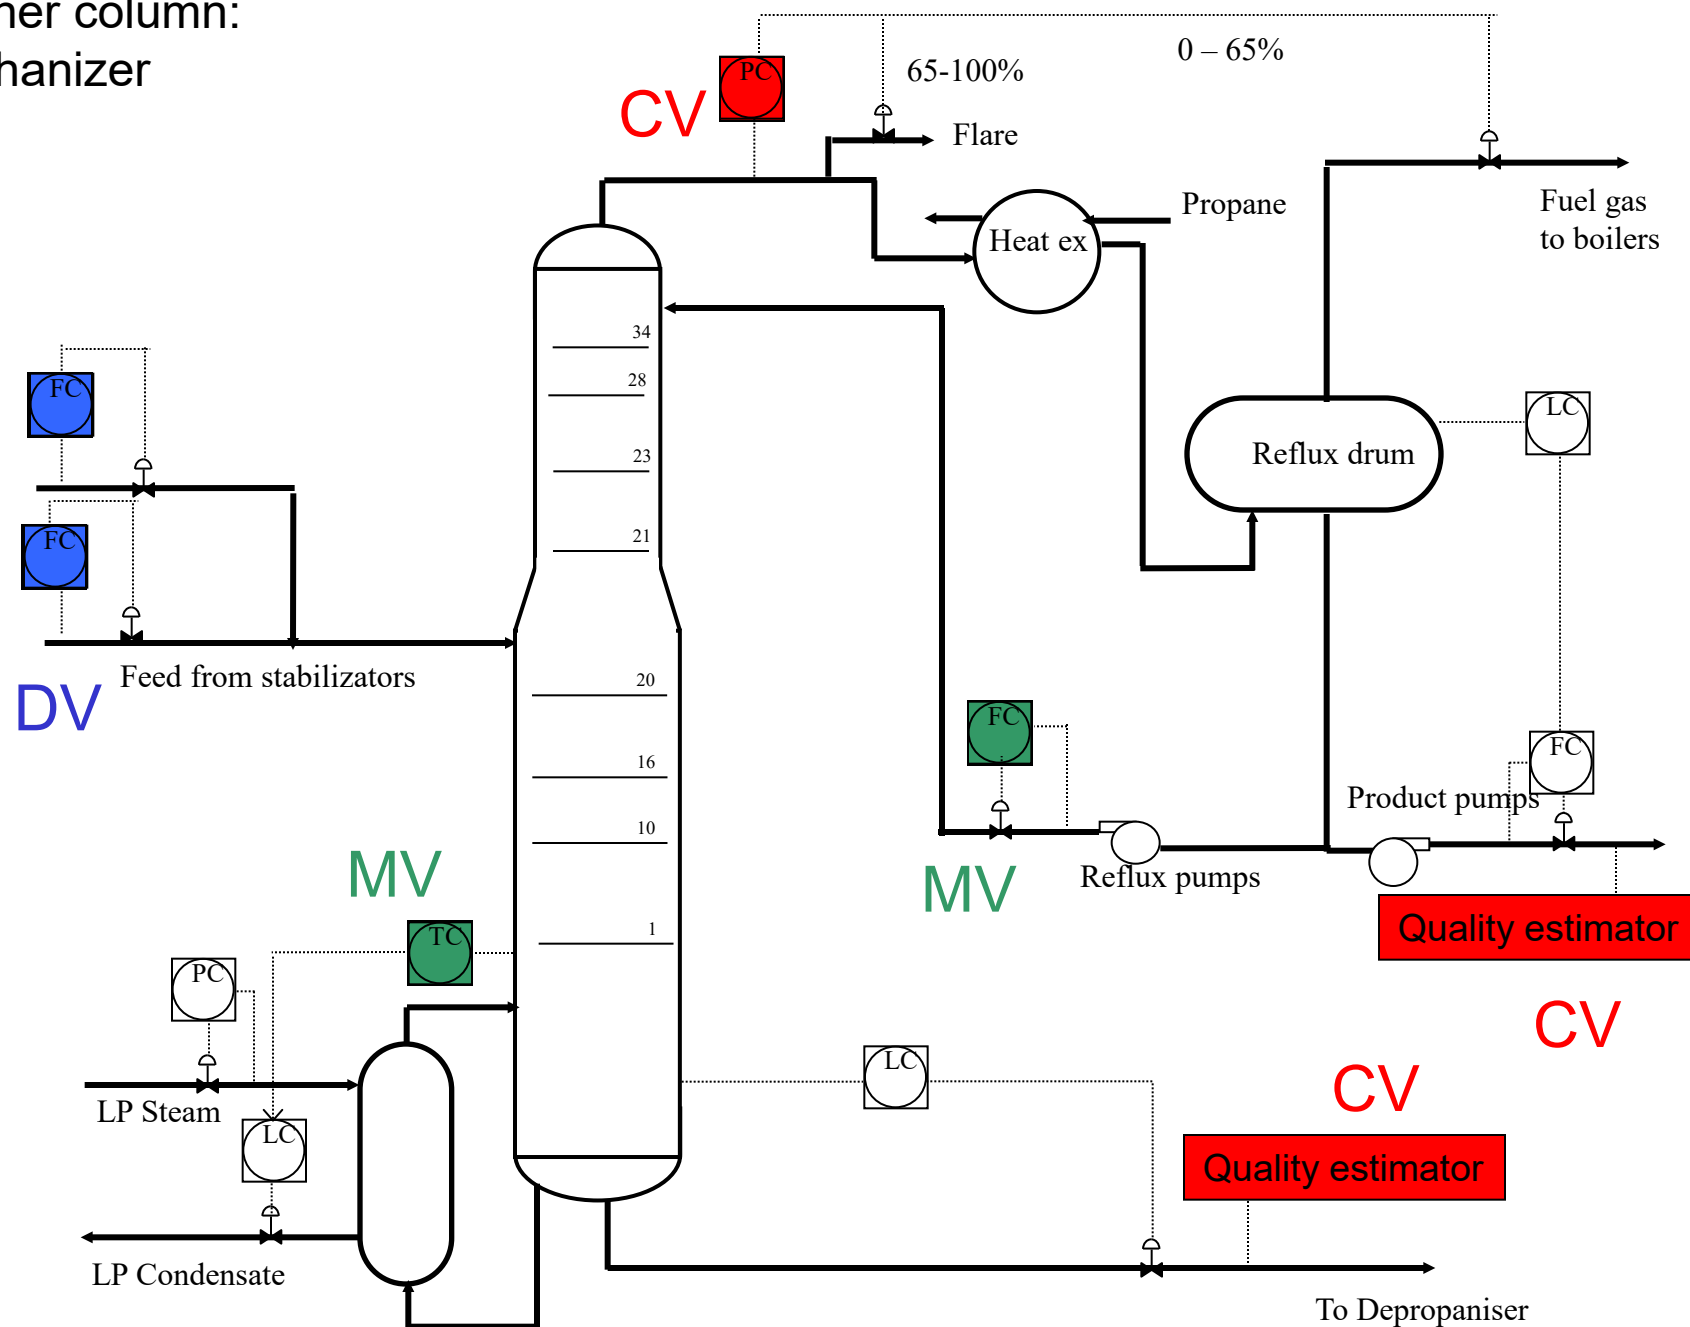 ner column:
hanizer
PC
CV
65-100%
0 – 65%
Flare
Propane
Heat ex
Fuel gas
to boilers
34
28
23
21
20
16
10
1
FC
FC
LC
Reflux drum
Feed from stabilizators
DV
FC
FC
Product pumps
MV
MV
Reflux pumps
Quality estimator
CV
TC
PC
LP Steam
LC
LC
CV
Quality estimator
LP Condensate
To Depropaniser